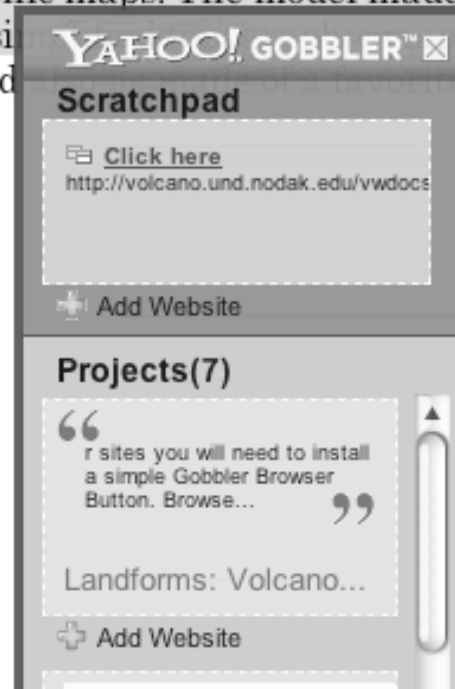 YAHOO! GOBBLER™
Scratchpad
Click here
http://volcano.und.nodak.edu/vwdocs
Add Website
Projects(7)
“
r sites you will need to install
a simple Gobbler Browser
Button. Browse...
”
Landforms: Volcano...
Add Website